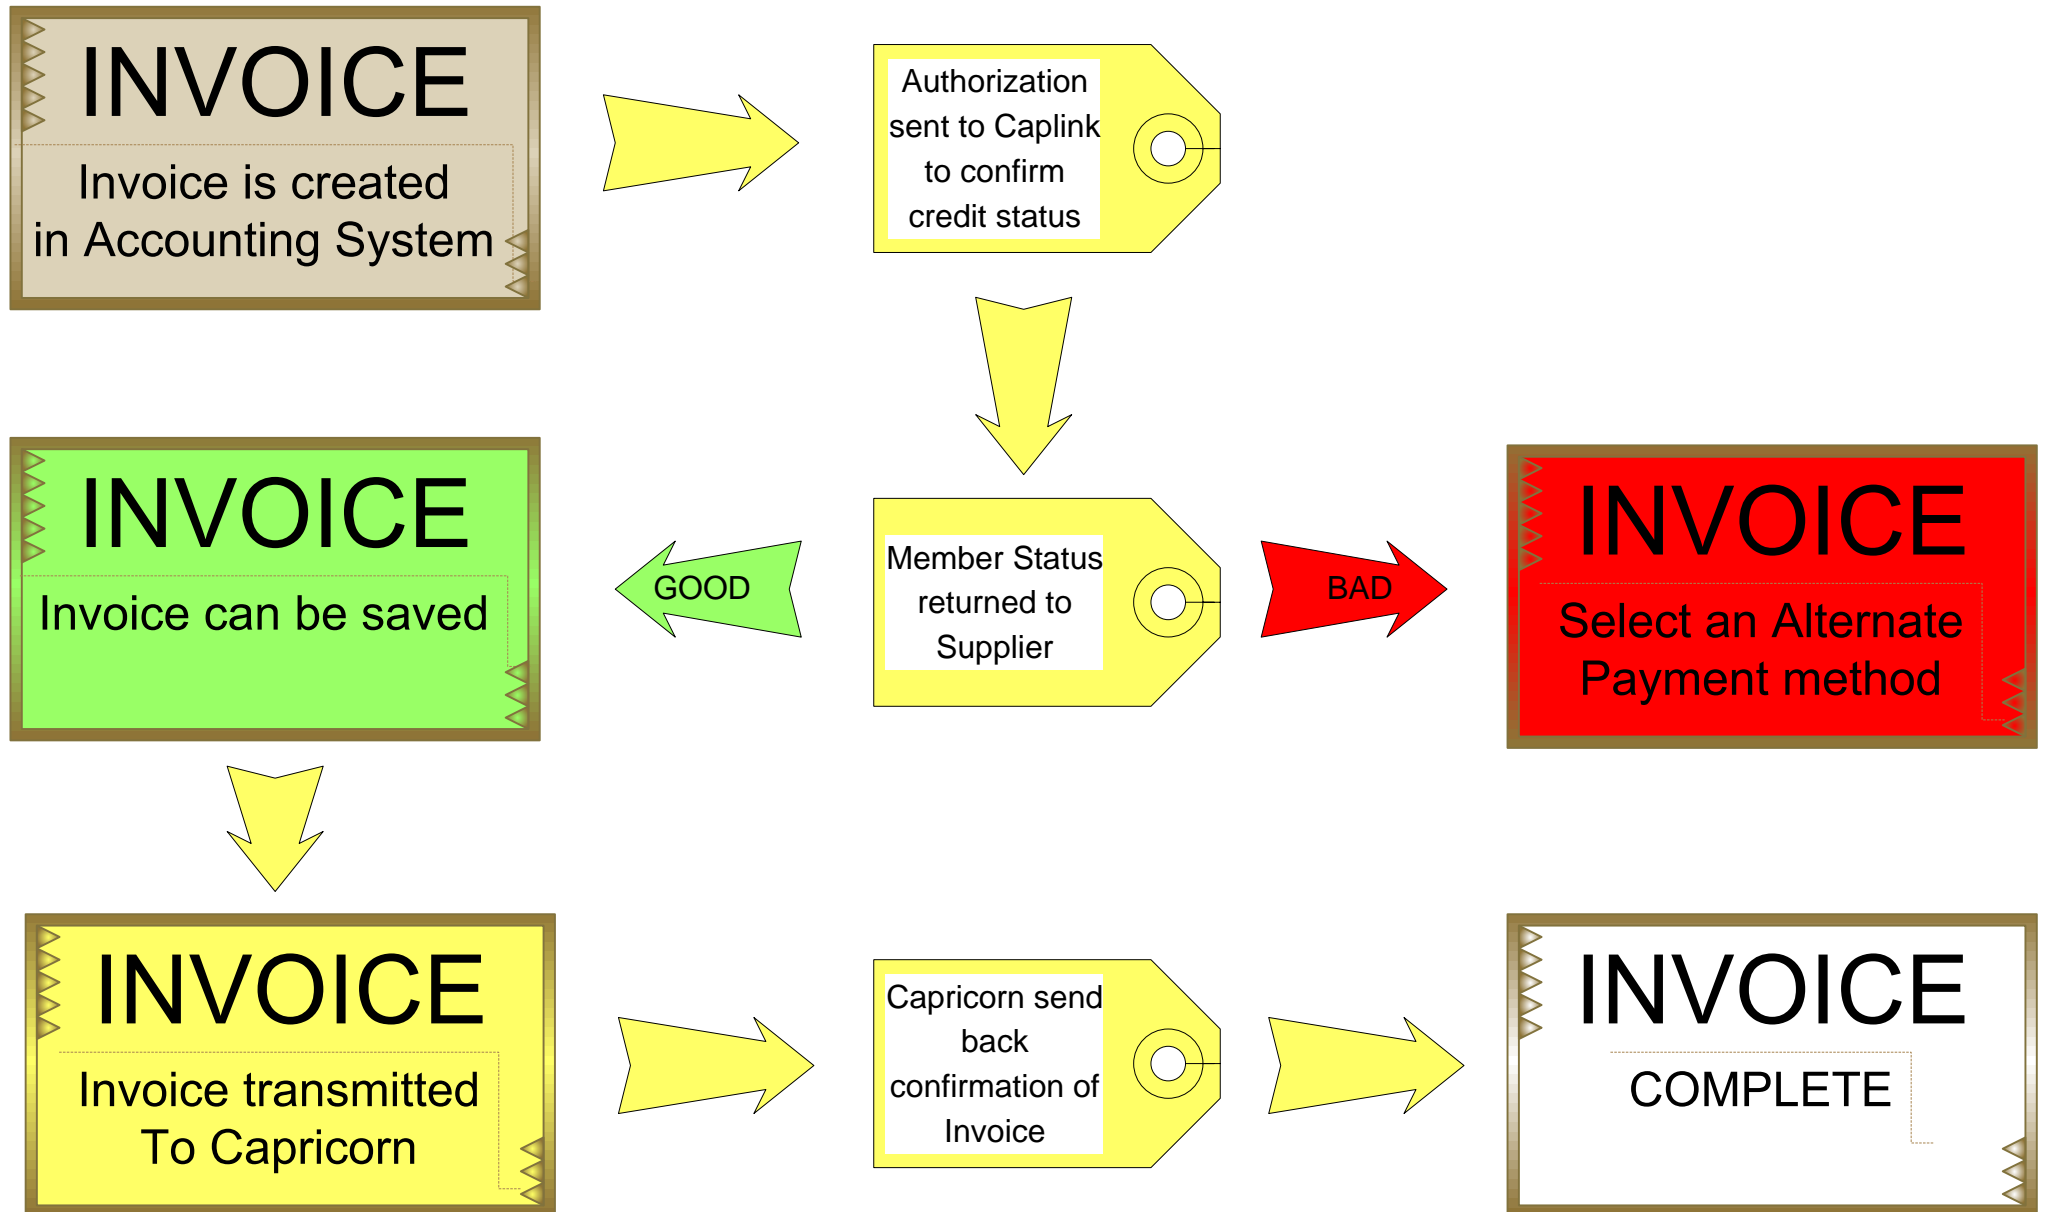 INVOICE
Invoice is created
in Accounting System
Authorization
sent to Caplink
to confirm
credit status
INVOICE
Invoice can be saved
GOOD
Member Status
returned to
Supplier
BAD
INVOICE
Select an Alternate
Payment method
INVOICE
Invoice transmitted
To Capricorn
Capricorn send
back
confirmation of
Invoice
INVOICE
COMPLETE